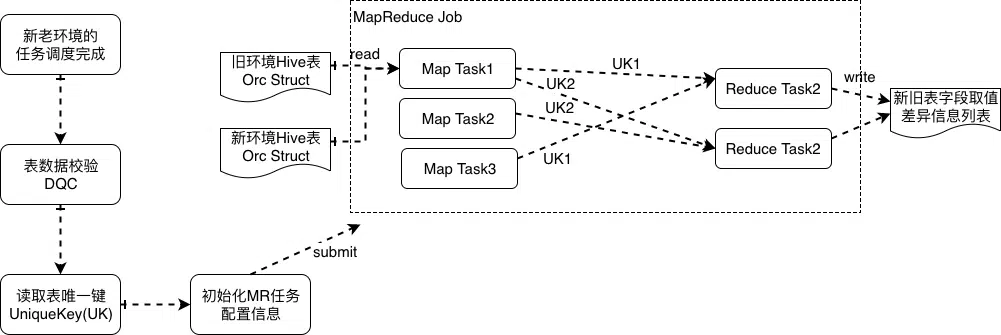 新老环境的
任务调度完成
表数据校验
DQC
读取表唯一键
UniqueKey(UK)
初始化MR任务
配置信息
submit
旧环境Hive表
Orc Struct
新环境Hive表
Orc Struct
read
MapReduce Job
Map Task1
Map Task2
Map Task3
UK1
UK2
UK2
UK1
Reduce Task2
Reduce Task2
write
新旧表字段取值
差异信息列表